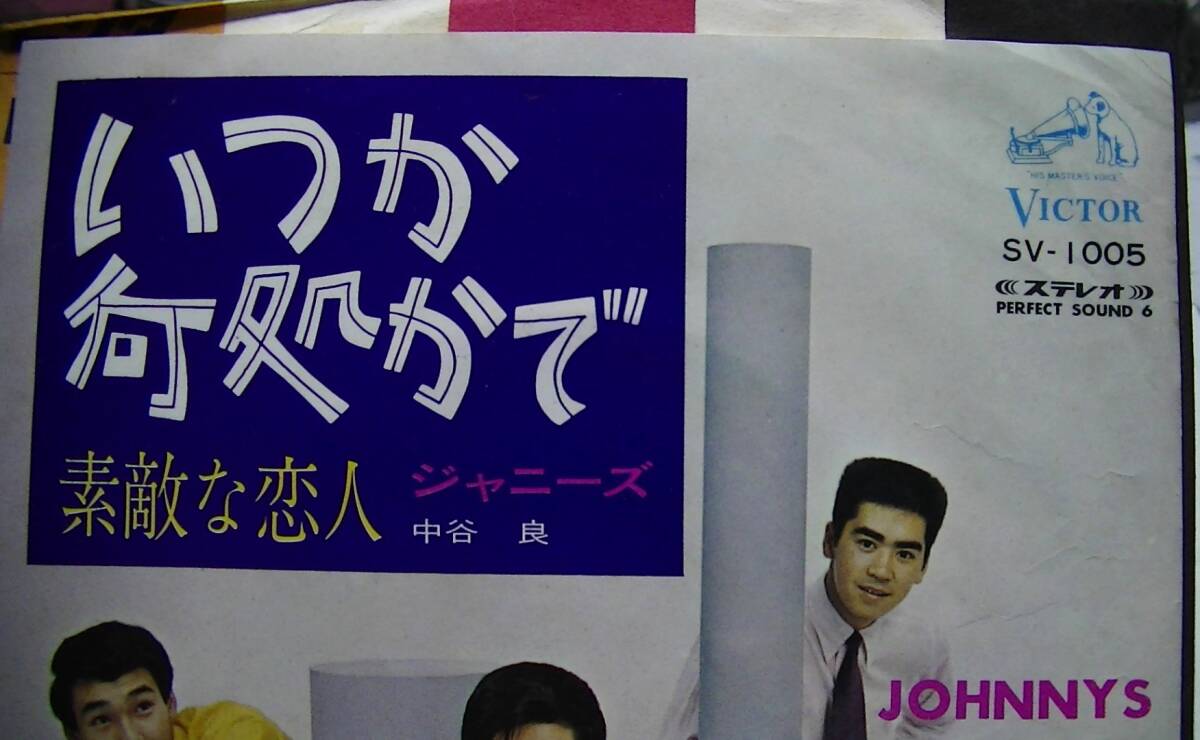 いつか
何処かで
素敵な恋人
ジャニーズ
中谷 良
"HIS MASTER'S VOICE"
VICTOR
SV-1005
ステレオ
PERFECT SOUND 6
JOHNNYS